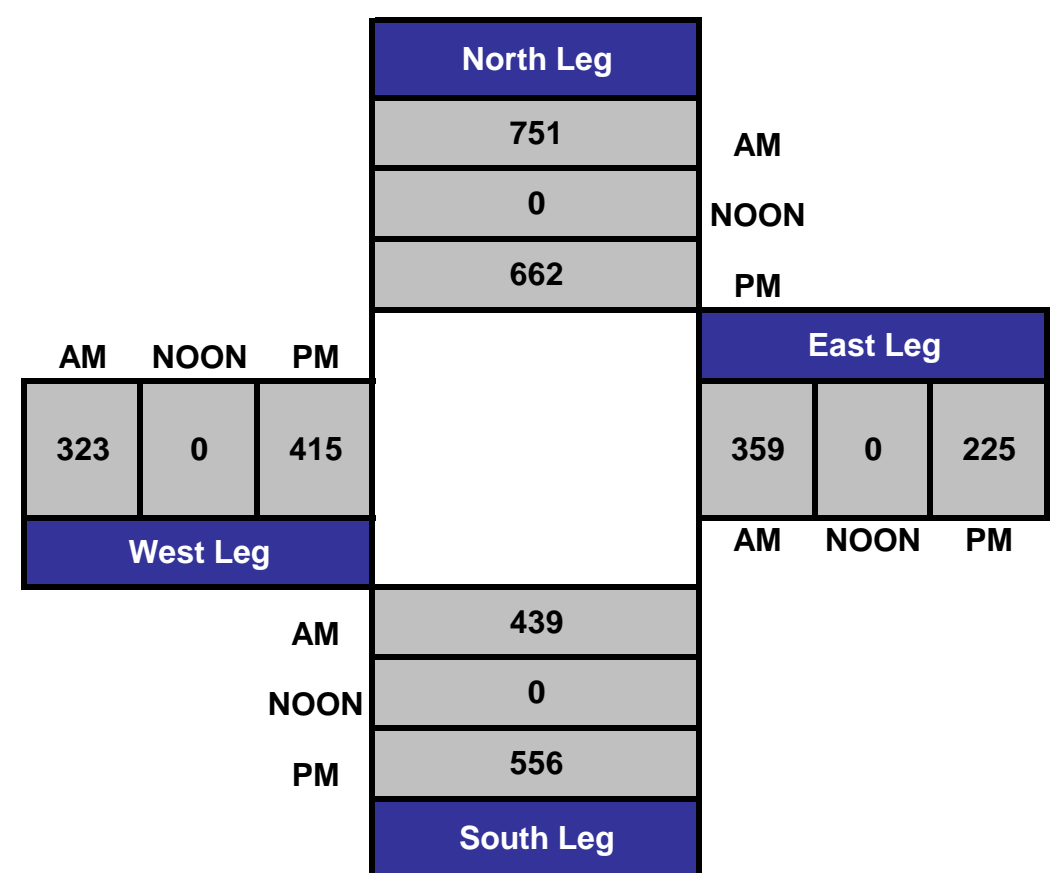 North Leg
751
AM
0
NOON
662
PM
East Leg
AM NOON PM
323 0 415
359 0 225
West Leg
AM NOON PM
AM
439
NOON
0
PM
556
South Leg